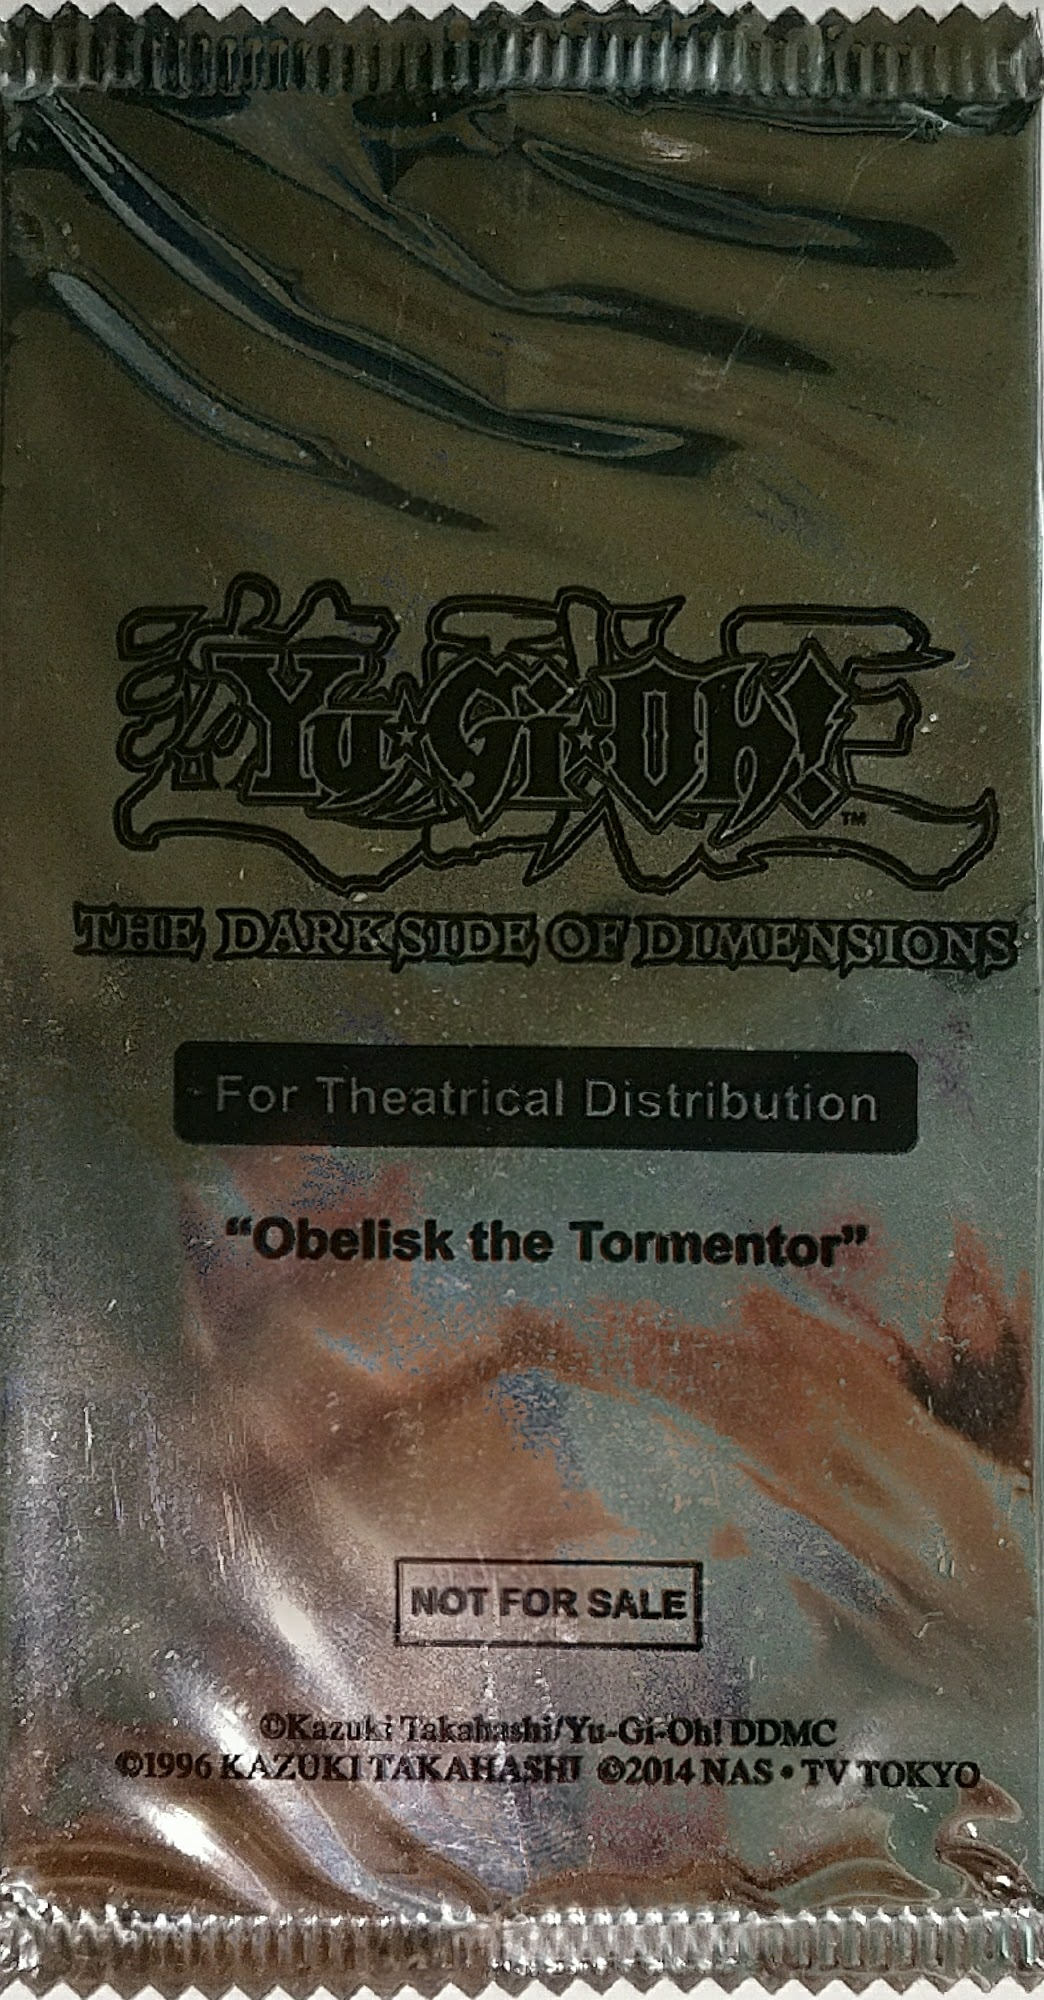 Yu★Gi★Oh!™
THE DARK SIDE OF DIMENSIONS
For Theatrical Distribution
“Obelisk the Tormentor”
NOT FOR SALE
©Kazuki Takahashi/Yu-Gi-Oh! DDMC
©1996 KAZUKI TAKAHASHI ©2014 NAS • TV TOKYO